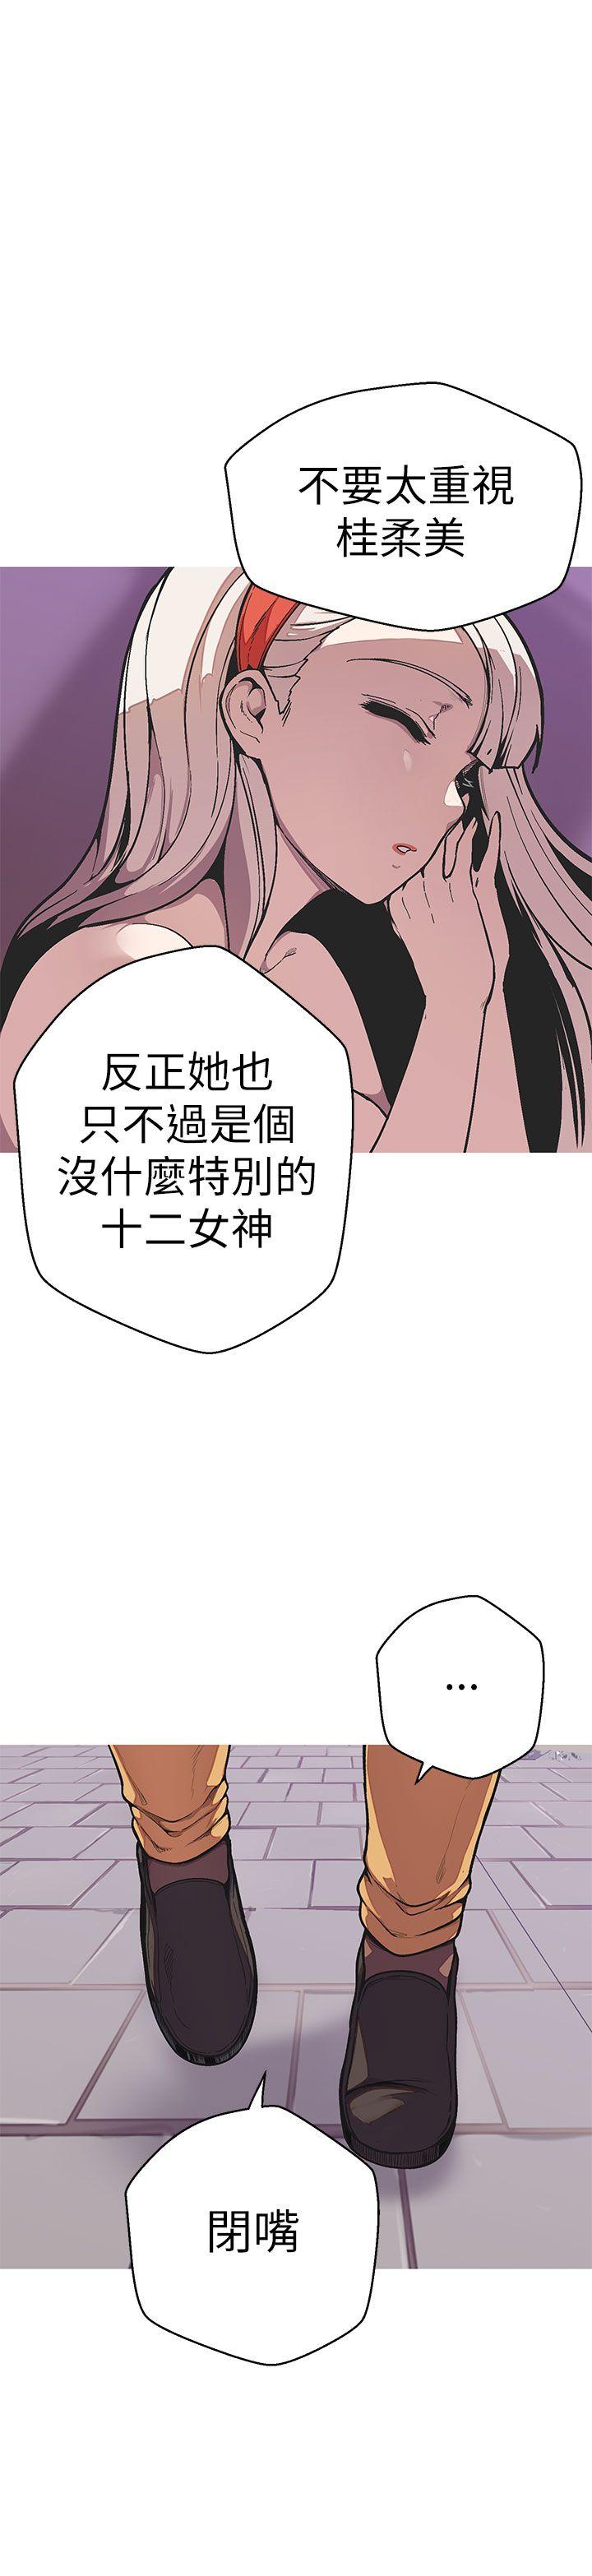 不要太重視
桂柔美
反正她也
只不過是個
沒什麼特別的
十二女神
...
閉嘴